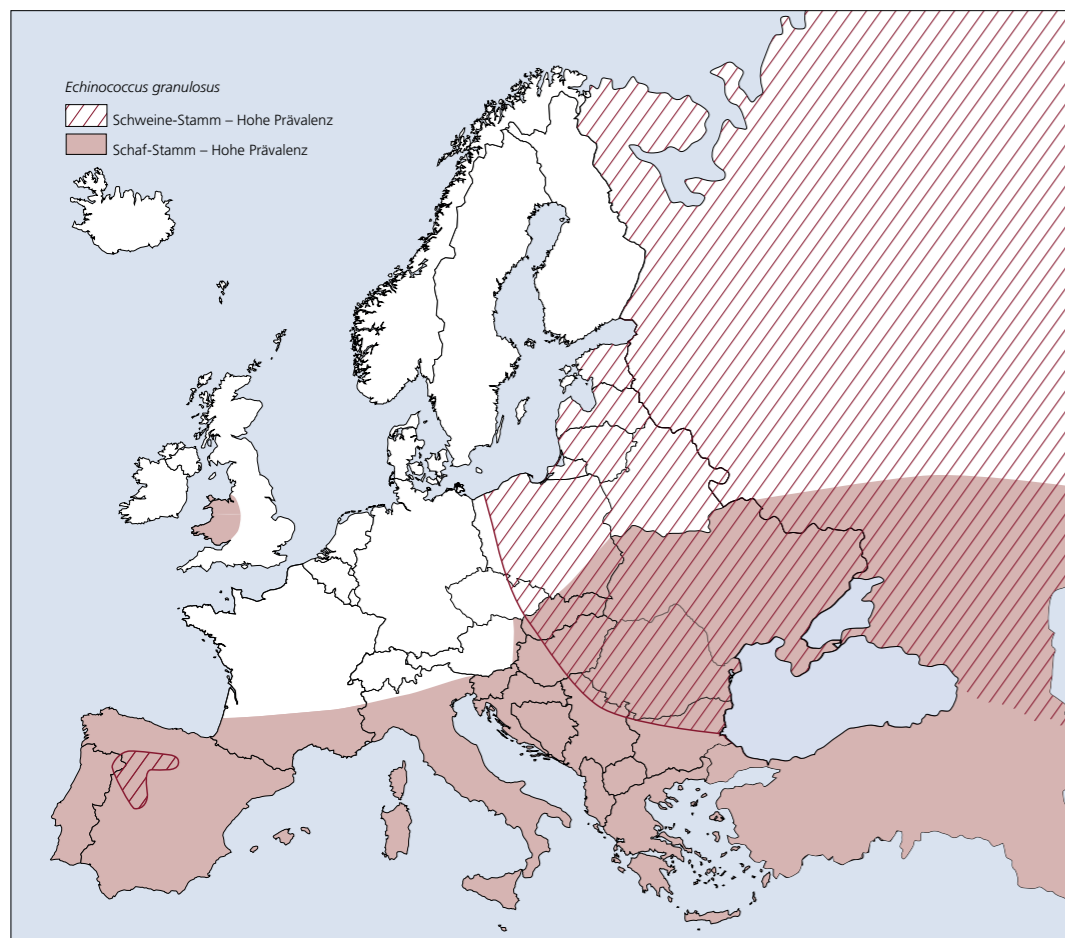 Echinococcus granulosus
Schweine-Stamm – Hohe Prävalenz
Schaf-Stamm – Hohe Prävalenz